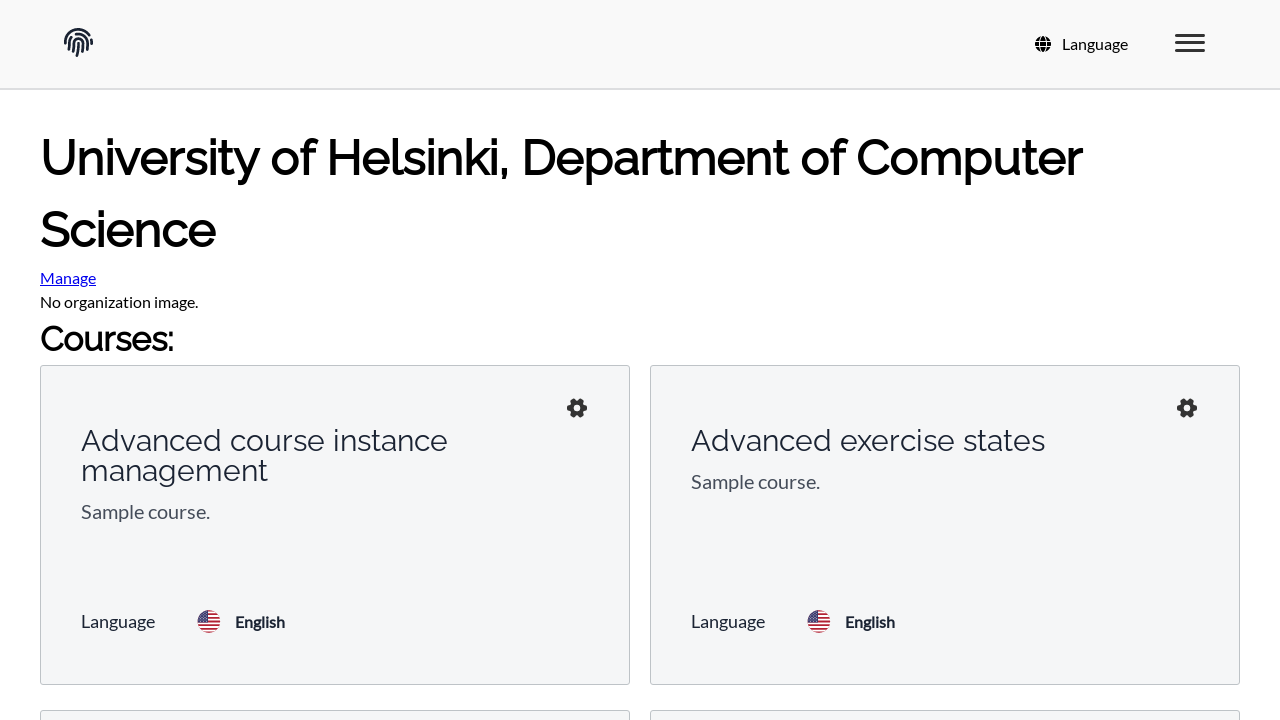 Language
University of Helsinki, Department of Computer
Science
Manage
No organization image.
Courses:
Advanced course instance
management
Sample course.
Language English
Advanced exercise states
Sample course.
Language English